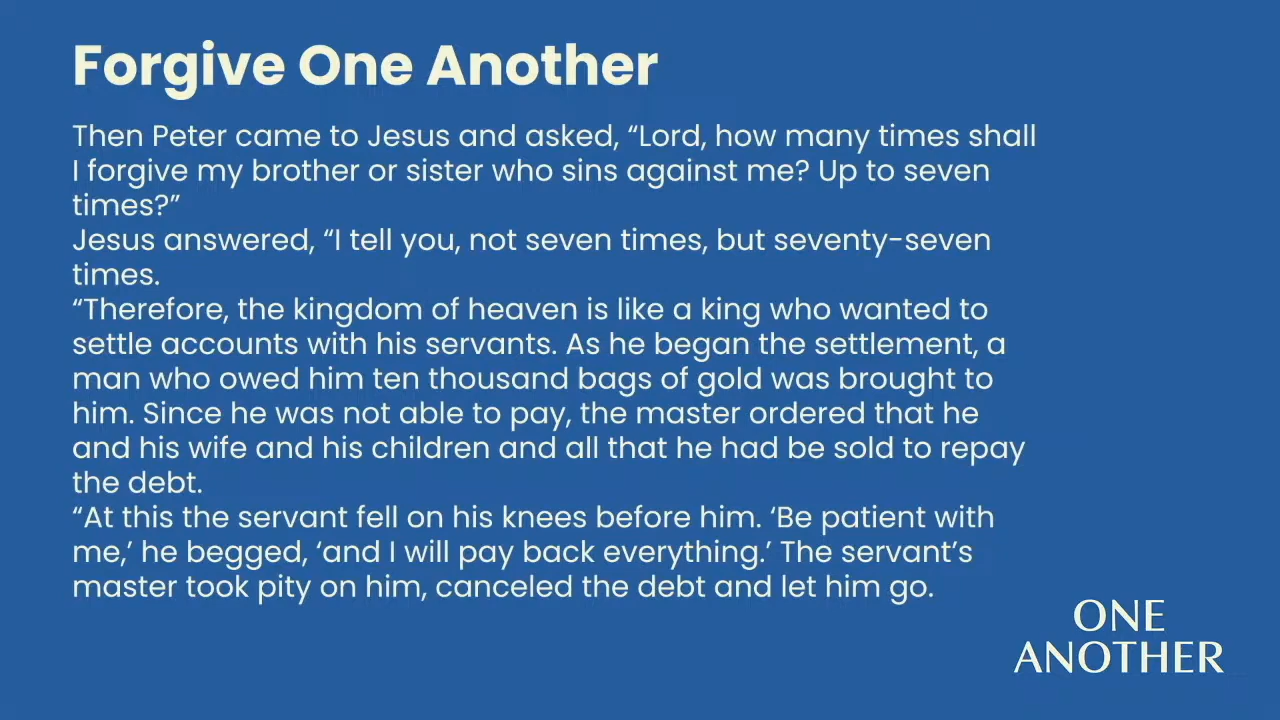 Forgive One Another
Then Peter came to Jesus and asked, “Lord, how many times shall
I forgive my brother or sister who sins against me? Up to seven
times?”
Jesus answered, “I tell you, not seven times, but seventy-seven
times.
“Therefore, the kingdom of heaven is like a king who wanted to
settle accounts with his servants. As he began the settlement, a
man who owed him ten thousand bags of gold was brought to
him. Since he was not able to pay, the master ordered that he
and his wife and his children and all that he had be sold to repay
the debt.
“At this the servant fell on his knees before him. ‘Be patient with
me,’ he begged, ‘and I will pay back everything.’ The servant’s
master took pity on him, canceled the debt and let him go.
ONE
ANOTHER